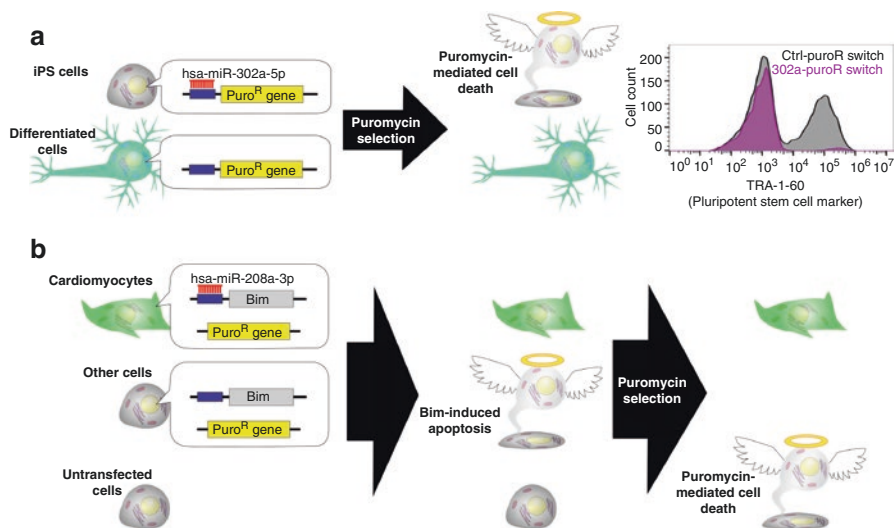 a
iPS cells
hsa-miR-302a-5p
Puroᴿ gene
Differentiated
cells
Puroᴿ gene
Puromycin
selection
Puromycin-
mediated cell
death
Ctrl-puroR switch
302a-puroR switch
Cell count
200
150
100
50
0
10⁰ 10¹ 10² 10³ 10⁴ 10⁵ 10⁶ 10⁷
TRA-1-60
(Pluripotent stem cell marker)
b
Cardiomyocytes
hsa-miR-208a-3p
Bim
Puroᴿ gene
Other cells
Bim
Puroᴿ gene
Untransfected
cells
Bim-induced
apoptosis
Puromycin
selection
Puromycin-
mediated cell
death